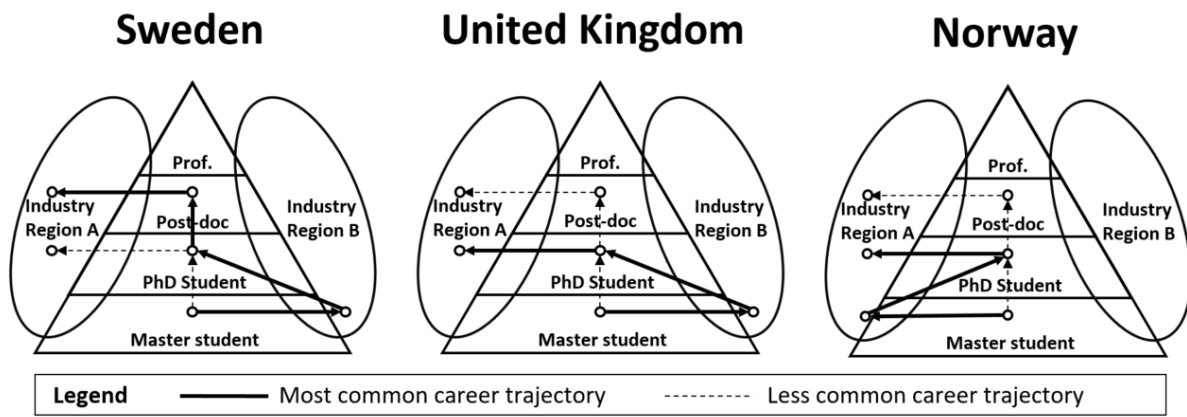 Sweden
Prof.
Industry
Region A
Post-doc
Industry
Region B
PhD Student
Master student
United Kingdom
Prof.
Industry
Region A
Post-doc
Industry
Region B
PhD Student
Master student
Norway
Prof.
Industry
Region A
Post-doc
Industry
Region B
PhD Student
Master student
Legend
Most common career trajectory
Less common career trajectory